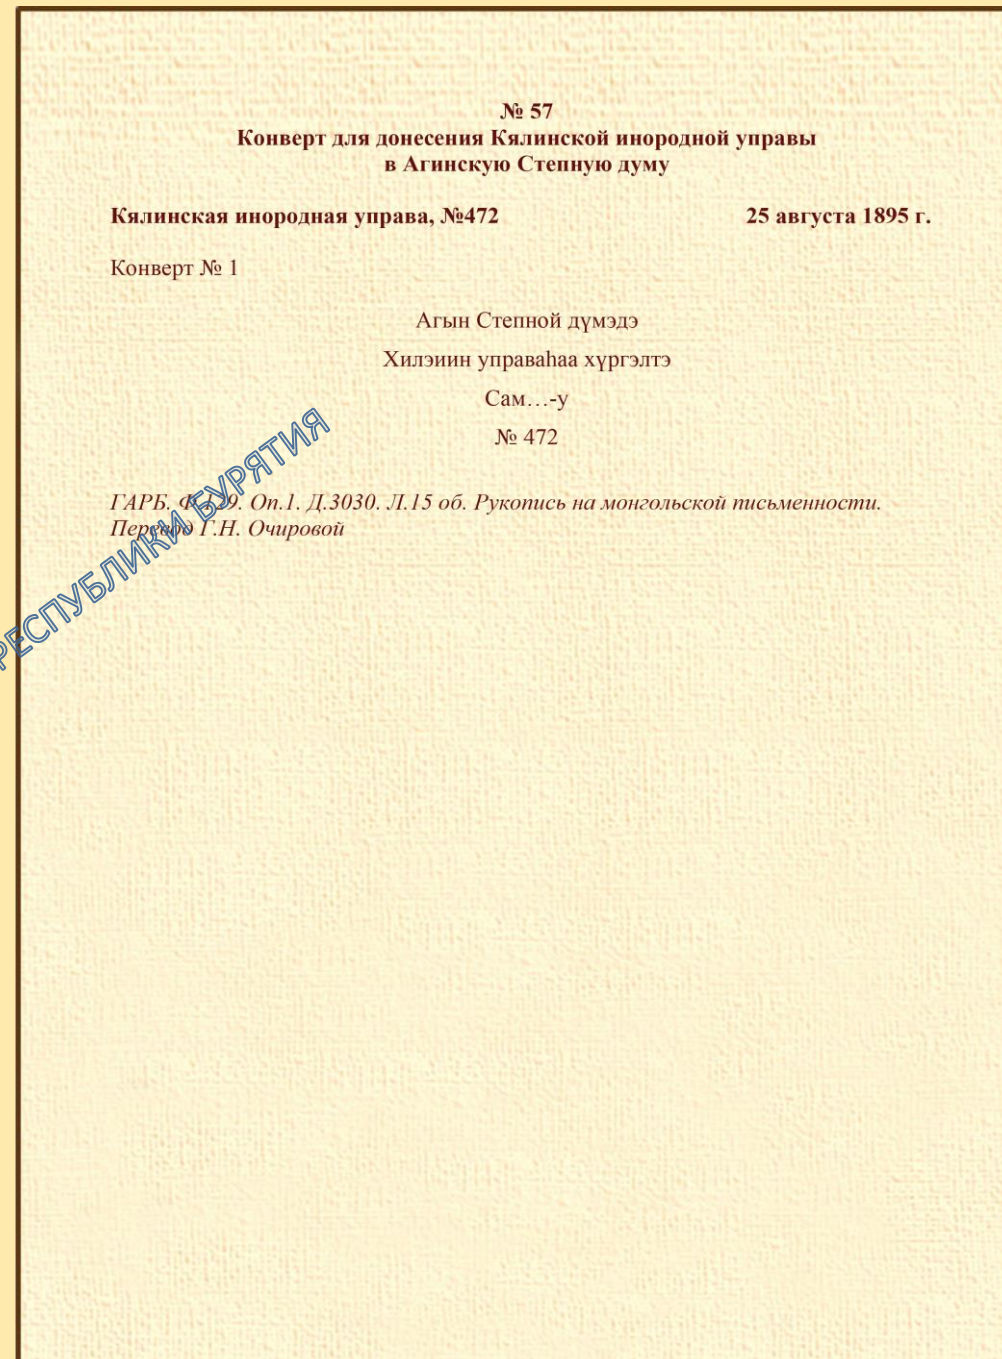 № 57
Конверт для донесения Кялинской инородной управы
в Агинскую Степную думу
Кялинская инородная управа, №472 25 августа 1895 г.
Конверт № 1
Агын Степной дүмэдэ
Хилэиин управаһаа хүргэлтэ
Сам…-у
№ 472
ГАРБ. Оп.1. Д.3030. Л.15 об. Рукопись на монгольской письменности.
Перевод Г.Н. Очировой
РЕСПУБЛИКИ БУРЯТИЯ